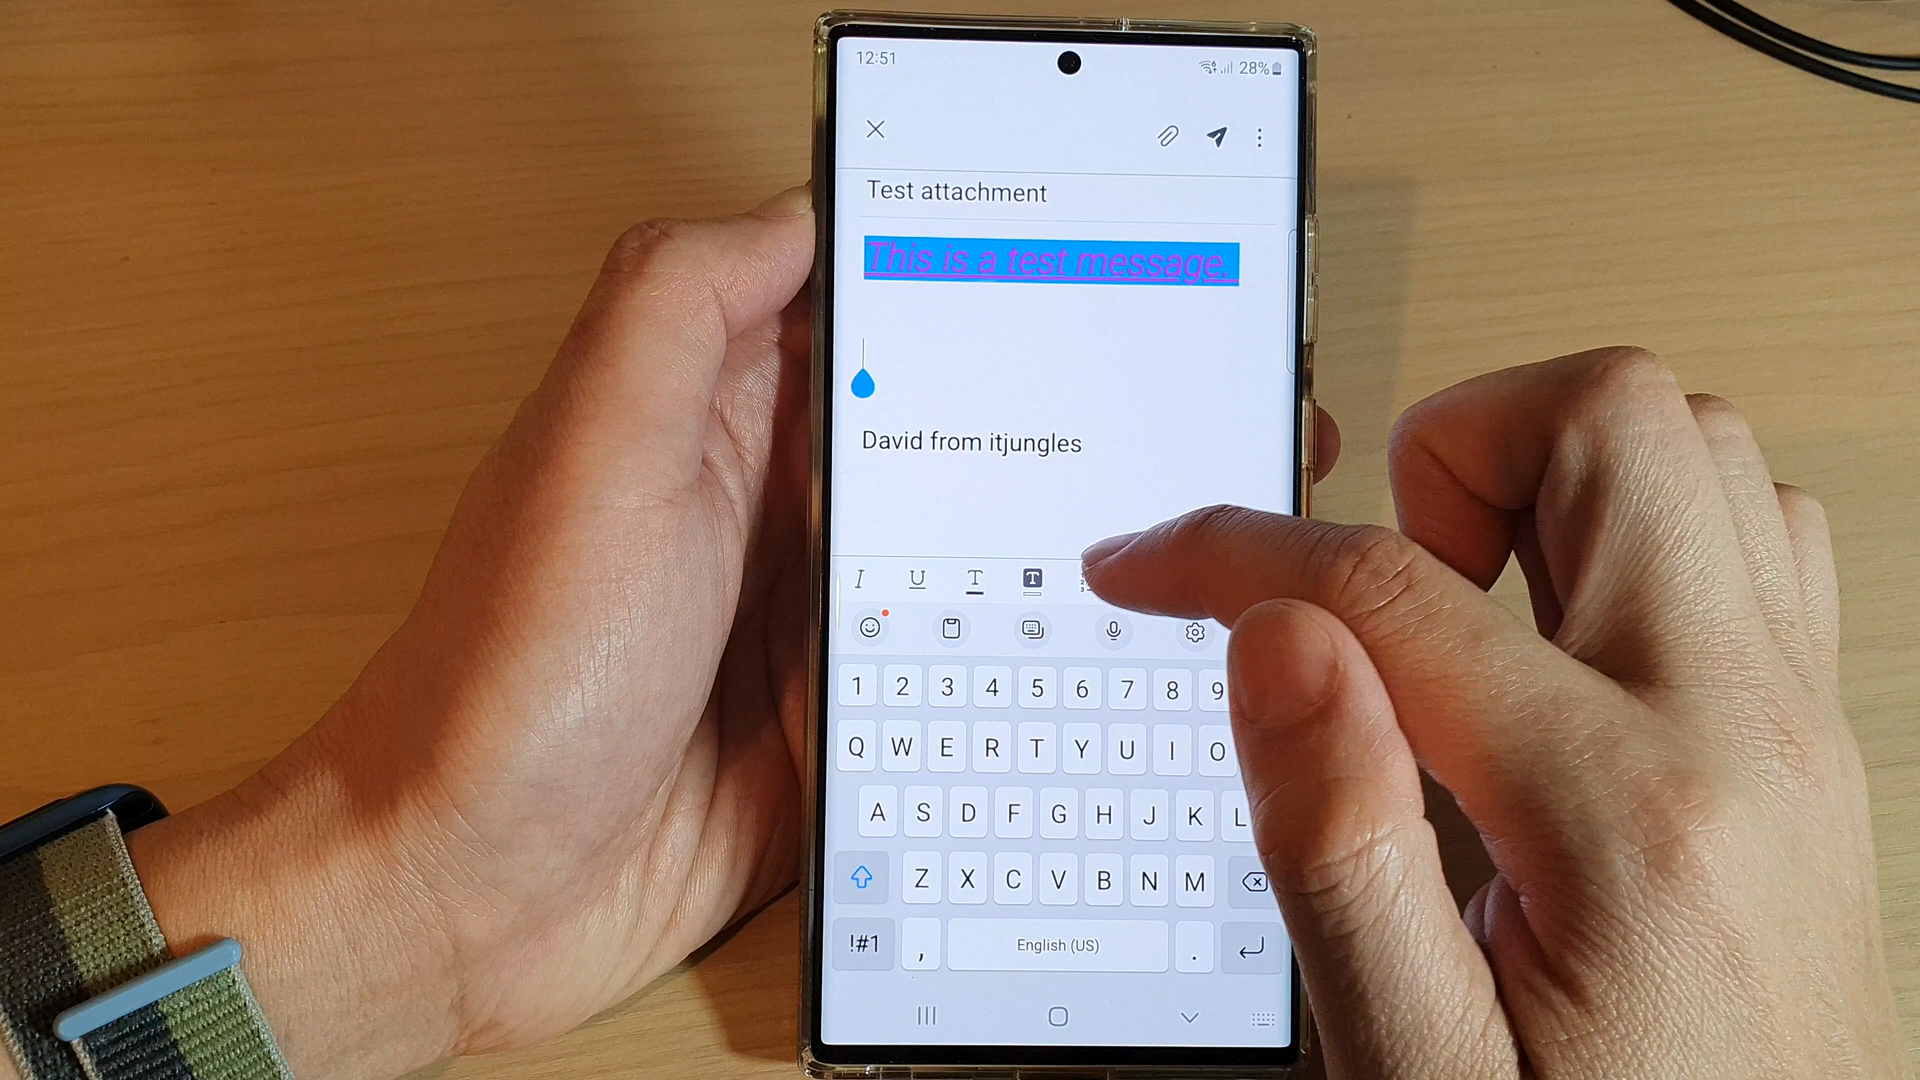 12:51
28%
Test attachment
This is a test message.
David from itjungles
I U T T
1 2 3 4 5 6 7 8 9
Q W E R T Y U I O
A S D F G H J K L
Z X C V B N M
!#1 , English (US) .